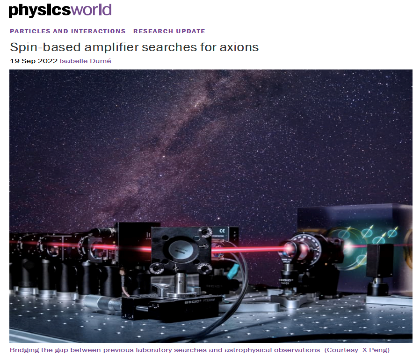 physicsworld
PARTICLES AND INTERACTIONS RESEARCH UPDATE
Spin-based amplifier searches for axions
19 Sep 2022 Isabelle Dumé
Bridging the gap between previous laboratory searches and astrophysical observations (Courtesy: X Peng)